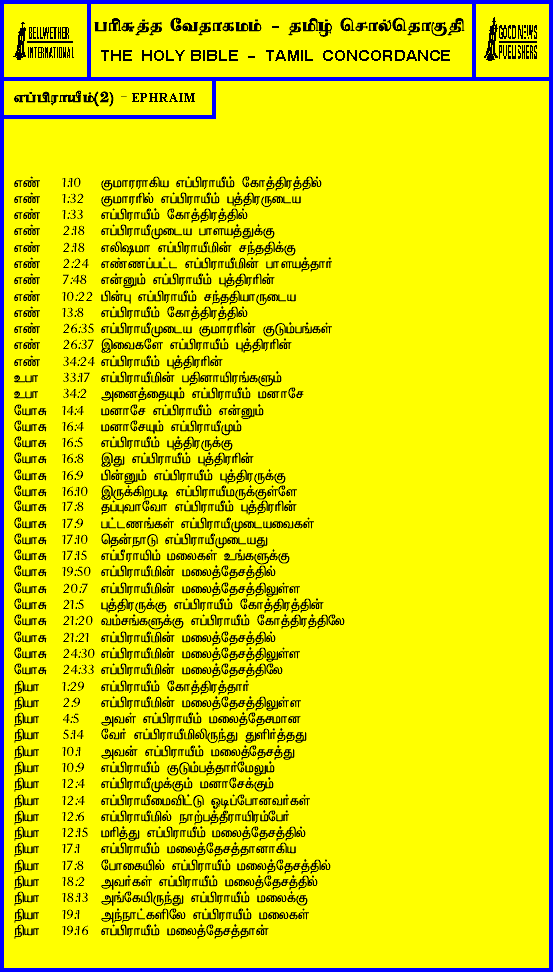 BELLWETHER
INTERNATIONAL
பரிசுத்த வேதாகமம் - தமிழ் சொல்தொகுதி
THE HOLY BIBLE - TAMIL CONCORDANCE
GOOD NEWS
PUBLISHERS
எப்பிராயீம்(2) - EPHRAIM
எண் 1:10 குமாரராகிய எப்பிராயீம் கோத்திரத்தில்
எண் 1:32 குமாரரில் எப்பிராயீம் புத்திரருடைய
எண் 1:33 எப்பிராயீம் கோத்திரத்தில்
எண் 2:18 எப்பிராயீமுடைய பாளயத்துக்கு
எண் 2:18 எலிஷமா எப்பிராயீமின் சந்ததிக்கு
எண் 2:24 எண்ணப்பட்ட எப்பிராயீமின் பாளயத்தார்
எண் 7:48 என்னும் எப்பிராயீம் புத்திரரின்
எண் 10:22 பின்பு எப்பிராயீம் சந்ததியாருடைய
எண் 13:8 எப்பிராயீம் கோத்திரத்தில்
எண் 26:35 எப்பிராயீமுடைய குமாரரின் குடும்பங்கள்
எண் 26:37 இவைகளே எப்பிராயீம் புத்திரரின்
எண் 34:24 எப்பிராயீம் புத்திரரின்
உபா 33:17 எப்பிராயீமின் பதினாயிரங்களும்
உபா 34:2 அனைத்தையும் எப்பிராயீம் மனாசே
யோசு 14:4 மனாசே எப்பிராயீம் என்னும்
யோசு 16:4 மனாசேயும் எப்பிராயீமும்
யோசு 16:5 எப்பிராயீம் புத்திரருக்கு
யோசு 16:8 இது எப்பிராயீம் புத்திரரின்
யோசு 16:9 பின்னும் எப்பிராயீம் புத்திரருக்கு
யோசு 16:10 இருக்கிறபடி எப்பிராயீமருக்குள்ளே
யோசு 17:8 தப்புவாவோ எப்பிராயீம் புத்திரரின்
யோசு 17:9 பட்டணங்கள் எப்பிராயீமுடையவைகள்
யோசு 17:10 தென்நாடு எப்பிராயீமுடையது
யோசு 17:15 எப்பீராயிம் மலைகள் உங்களுக்கு
யோசு 19:50 எப்பிராயீமின் மலைத்தேசத்தில்
யோசு 20:7 எப்பிராயீமின் மலைத்தேசத்திலுள்ள
யோசு 21:5 புத்திரருக்கு எப்பிராயீம் கோத்திரத்தின்
யோசு 21:20 வம்சங்களுக்கு எப்பிராயீம் கோத்திரத்திலே
யோசு 21:21 எப்பிராயீமின் மலைத்தேசத்தில்
யோசு 24:30 எப்பிராயீமின் மலைத்தேசத்திலுள்ள
யோசு 24:33 எப்பிராயீமின் மலைத்தேசத்திலே
நியா 1:29 எப்பிராயீம் கோத்திரத்தார்
நியா 2:9 எப்பிராயீமின் மலைத்தேசத்திலுள்ள
நியா 4:5 அவள் எப்பிராயீம் மலைத்தேசமான
நியா 5:14 வேர் எப்பிராயீமிலிருந்து துளிர்த்தது
நியா 10:1 அவன் எப்பிராயீம் மலைத்தேசத்து
நியா 10:9 எப்பிராயீம் குடும்பத்தார்மேலும்
நியா 12:4 எப்பிராயீமுக்கும் மனாசேக்கும்
நியா 12:4 எப்பிராயீமைவிட்டு ஓடிப்போனவர்கள்
நியா 12:6 எப்பிராயீமில் நாற்பத்தீராயிரம்பேர்
நியா 12:15 மரித்து எப்பிராயீம் மலைத்தேசத்தில்
நியா 17:1 எப்பிராயீம் மலைத்தேசத்தானாகிய
நியா 17:8 போகையில் எப்பிராயீம் மலைத்தேசத்தில்
நியா 18:2 அவர்கள் எப்பிராயீம் மலைத்தேசத்தில்
நியா 18:13 அங்கேயிருந்து எப்பிராயீம் மலைக்கு
நியா 19:1 அந்நாட்களிலே எப்பிராயீம் மலைகள்
நியா 19:16 எப்பிராயீம் மலைத்தேசத்தான்